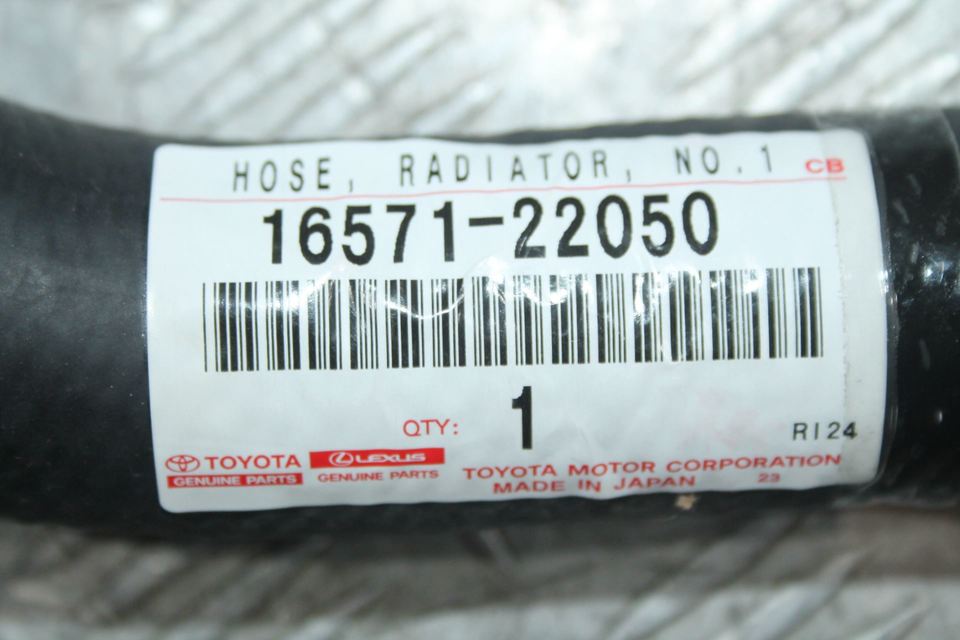 HOSE, RADIATOR, NO.1 CB
16571-22050
QTY: 1
RI24
TOYOTA LEXUS
GENUINE PARTS GENUINE PARTS
TOYOTA MOTOR CORPORATION
MADE IN JAPAN 23